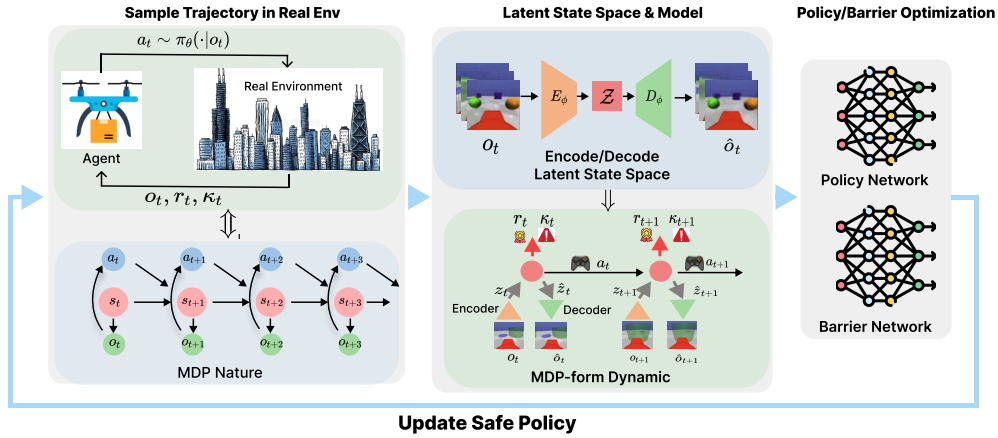 Sample Trajectory in Real Env
Latent State Space & Model
Policy/Barrier Optimization
a_t ∼ π_θ(·|o_t)
Real Environment
Agent
o_t, r_t, κ_t
a_t a_{t+1} a_{t+2} a_{t+3}
s_t s_{t+1} s_{t+2} s_{t+3}
o_t o_{t+1} o_{t+2} o_{t+3}
MDP Nature
E_ϕ Z D_ϕ
o_t ô_t
Encode/Decode
Latent State Space
r_t κ_t r_{t+1} κ_{t+1}
a_t a_{t+1}
z_t ẑ_t z_{t+1} ẑ_{t+1}
Encoder Decoder
o_t ô_t o_{t+1} ô_{t+1}
MDP-form Dynamic
Policy Network
Barrier Network
Update Safe Policy